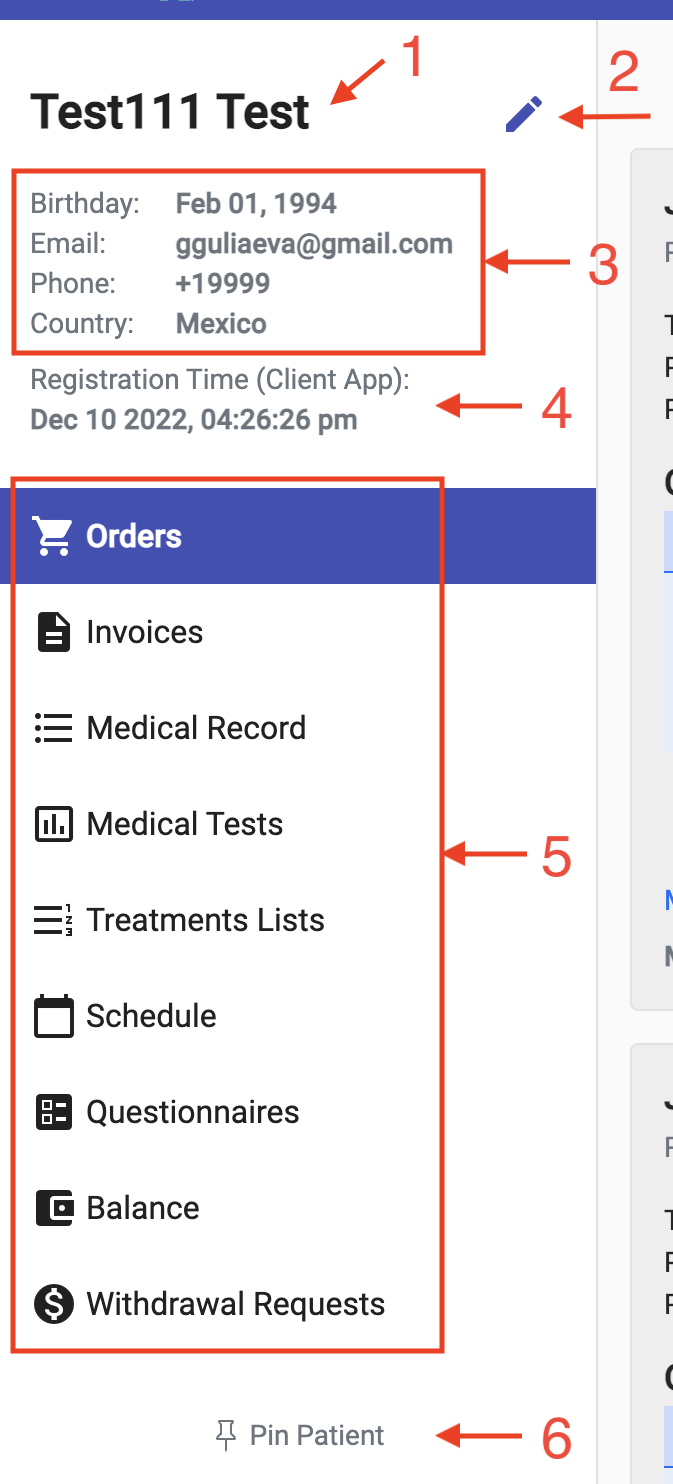 1
Test111 Test
2
Birthday: Feb 01, 1994
Email: gguliaeva@gmail.com
Phone: +19999
Country: Mexico
3
Registration Time (Client App):
Dec 10 2022, 04:26:26 pm
4
Orders
Invoices
Medical Record
Medical Tests
5
Treatments Lists
Schedule
Questionnaires
Balance
Withdrawal Requests
Pin Patient
6